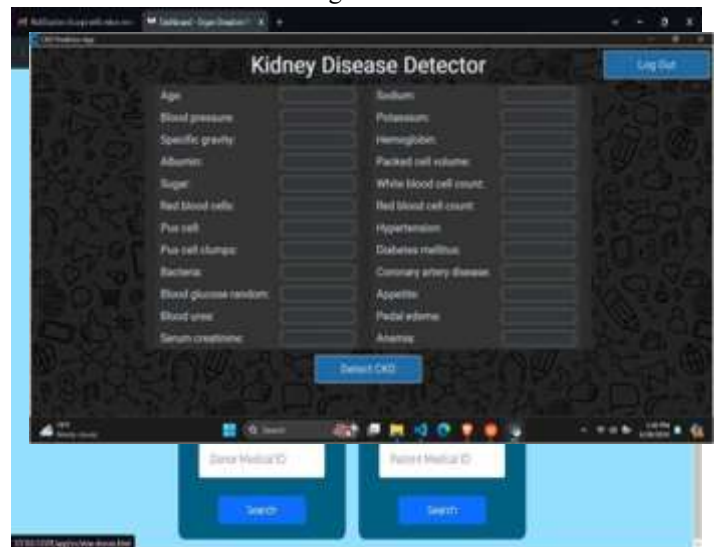 Kidney Disease Detector
Log Out
Age:
Blood pressure:
Specific gravity:
Albumin:
Sugar:
Red blood cells:
Pus cell:
Pus cell clumps:
Bacteria:
Blood glucose random:
Blood urea:
Serum creatinine:
Sodium:
Potassium:
Hemoglobin:
Packed cell volume:
White blood cell count:
Red blood cell count:
Hypertension:
Diabetes mellitus:
Coronary artery disease:
Appetite:
Pedal edema:
Anemia:
Detect CKD
Search
Donor Medical ID
Patient Medical ID
Search
Search